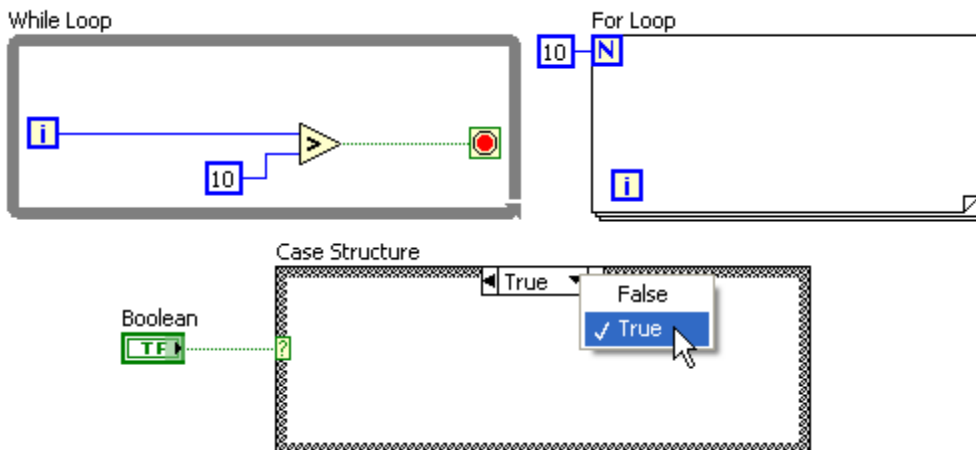 While Loop
For Loop
10 N
i
>
10
i
Case Structure
True
False
✓ True
Boolean
TF
?